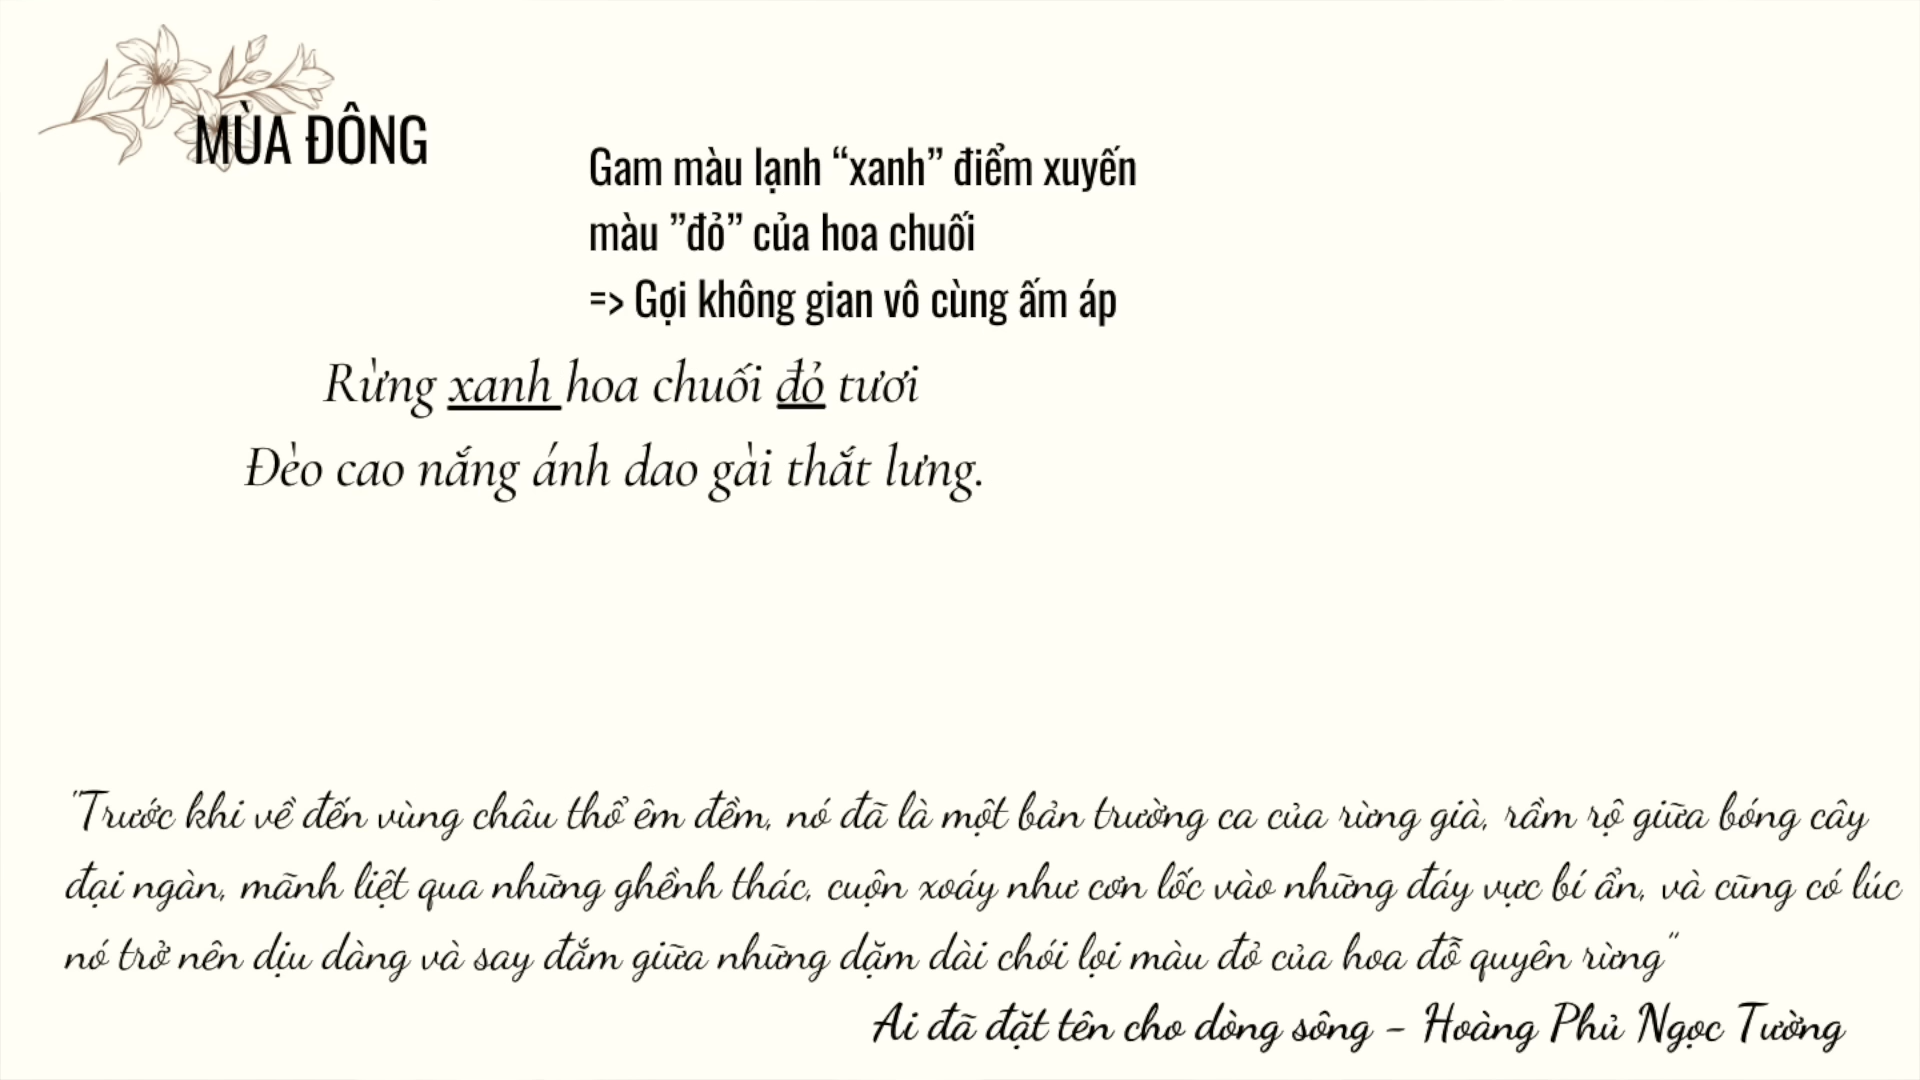 MÙA ĐÔNG
Gam màu lạnh “xanh” điểm xuyến
màu ”đỏ” của hoa chuối
=> Gợi không gian vô cùng ấm áp
Rừng xanh hoa chuối đỏ tươi
Đèo cao nắng ánh dao gài thắt lưng.
"Trước khi về đến vùng châu thổ êm đềm, nó đã là một bản trường ca của rừng già, rầm rộ giữa bóng cây
đại ngàn, mãnh liệt qua những ghềnh thác, cuộn xoáy như cơn lốc vào những đáy vực bí ẩn, và cũng có lúc
nó trở nên dịu dàng và say đắm giữa những dặm dài chói lọi màu đỏ của hoa đỗ quyên rừng"
Ai đã đặt tên cho dòng sông - Hoàng Phủ Ngọc Tường